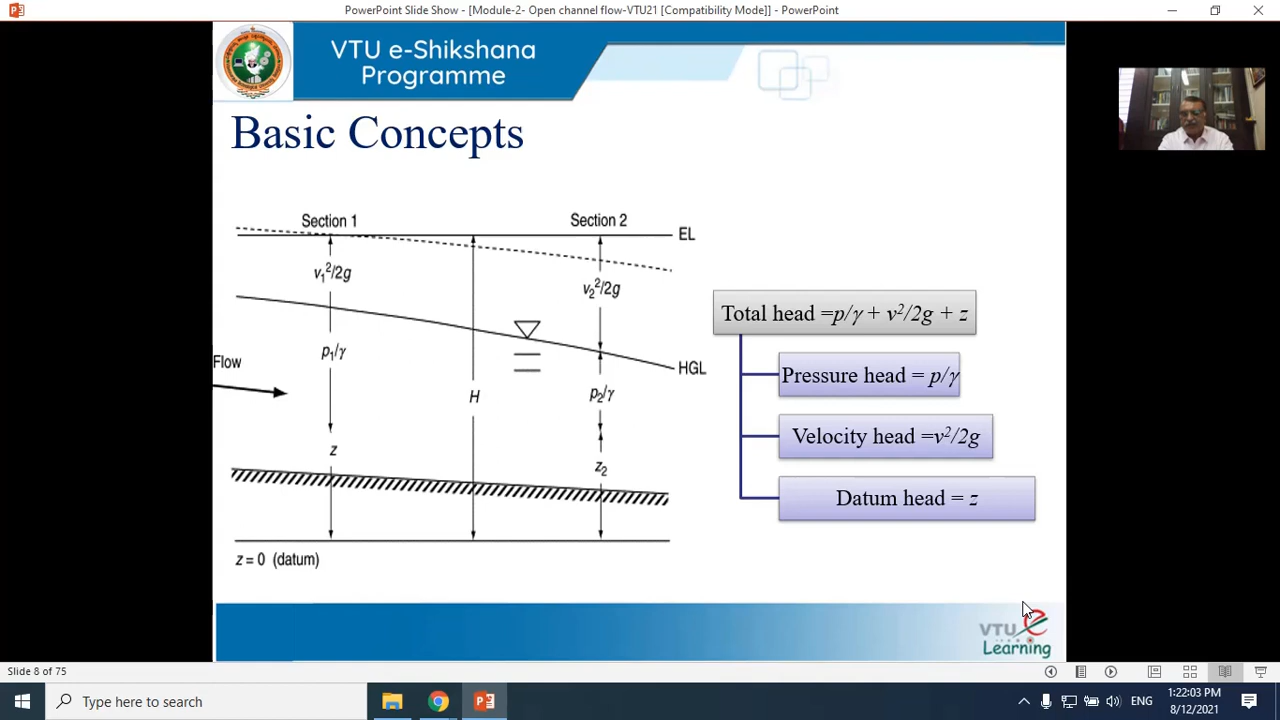 PowerPoint Slide Show - [Module-2- Open channel flow-VTU21 [Compatibility Mode]] - PowerPoint
VTU e-Shikshana
Programme
Basic Concepts
Section 1
Section 2
EL
v₁²/2g
v₂²/2g
Total head =p/γ + v²/2g + z
p₁/γ
Flow
HGL
Pressure head = p/γ
H
p₂/γ
Velocity head =v²/2g
z
z₂
Datum head = z
z = 0 (datum)
VTU e
Learning
Slide 8 of 75
Type here to search
ENG
1:22:03 PM
8/12/2021